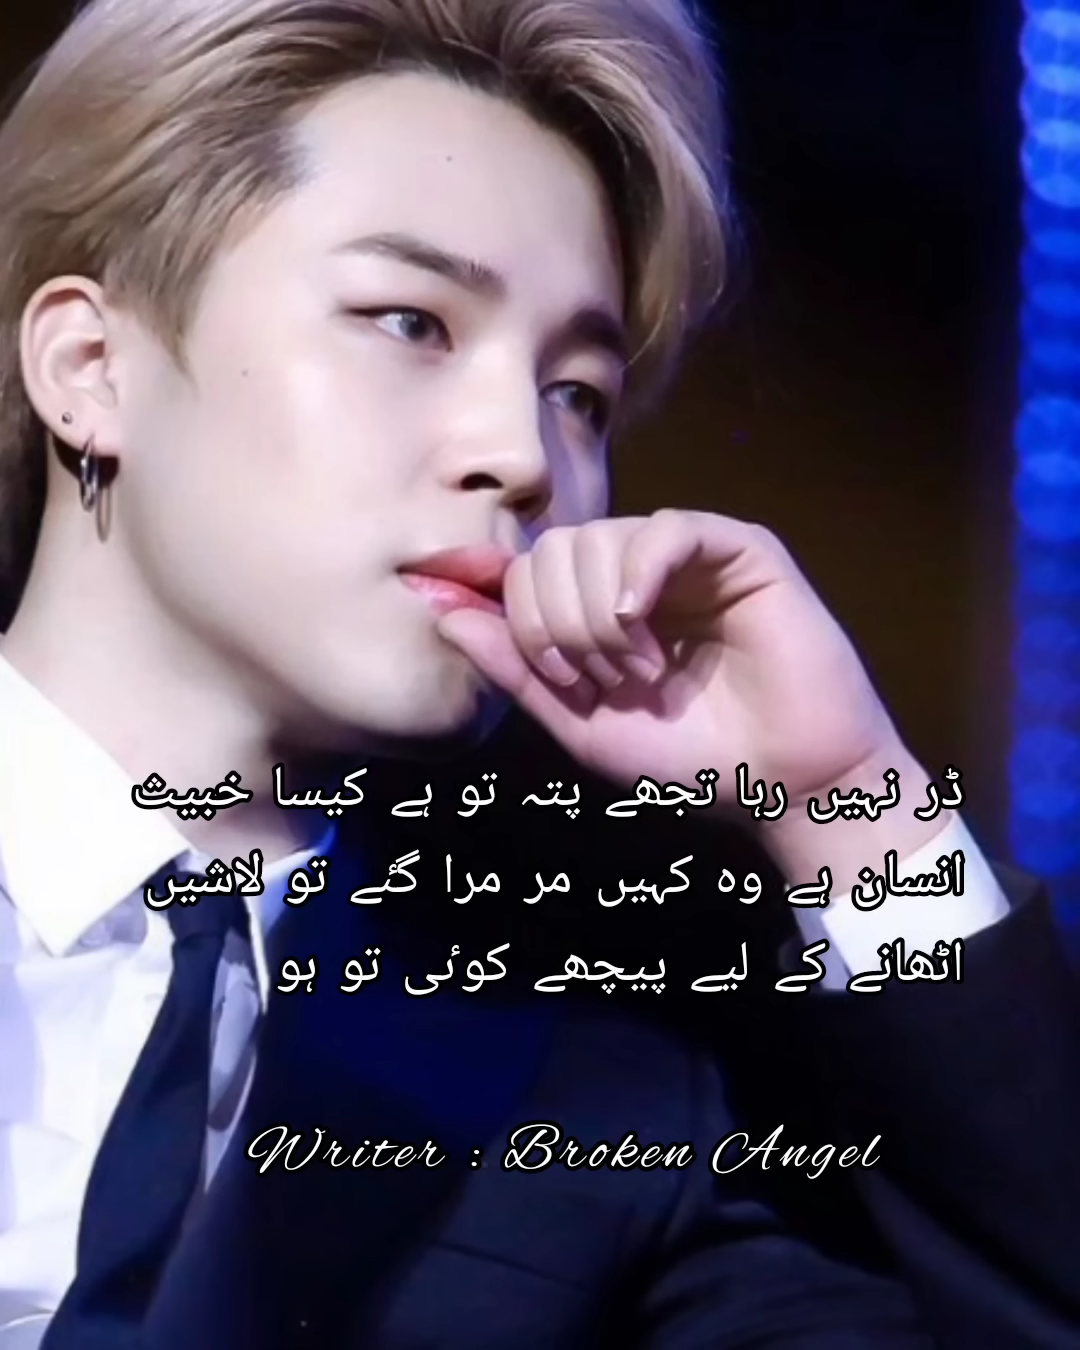 ڈر نہیں رہا تجھے پتہ تو ہے کیسا خبیث
انسان ہے وہ کہیں مر مرا گئے تو لاشیں
اٹھانے کے لیے پیچھے کوئی تو ہو
Writer : Broken Angel